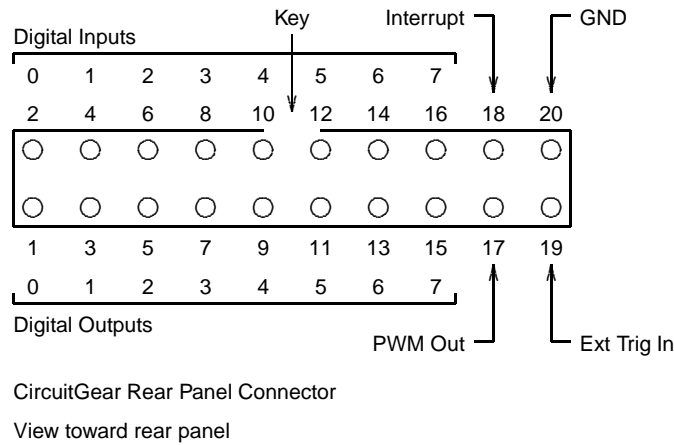 Key Interrupt GND
Digital Inputs
0 1 2 3 4 5 6 7
2 4 6 8 10 12 14 16 18 20
1 3 5 7 9 11 13 15 17 19
0 1 2 3 4 5 6 7
Digital Outputs
PWM Out Ext Trig In
CircuitGear Rear Panel Connector
View toward rear panel